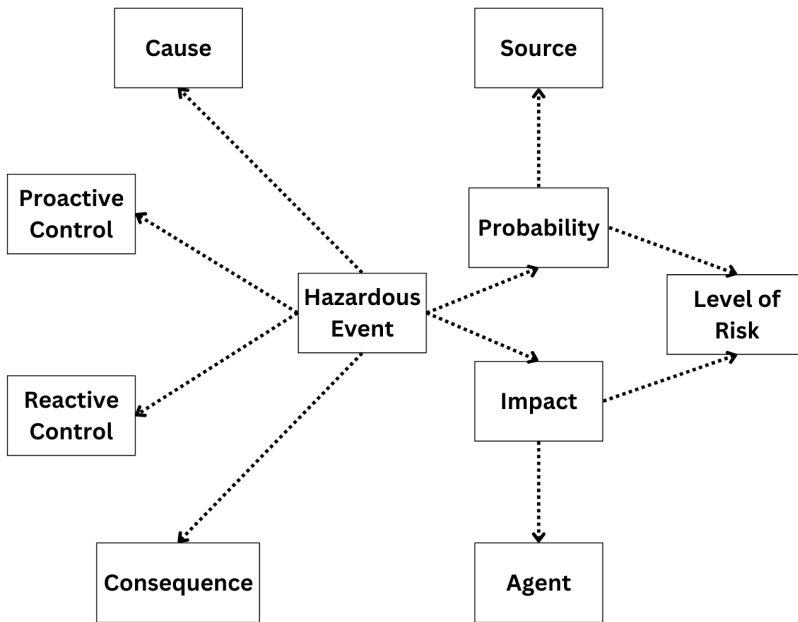 Cause
Source
Proactive
Control
Probability
Hazardous
Event
Level of
Risk
Reactive
Control
Impact
Consequence
Agent